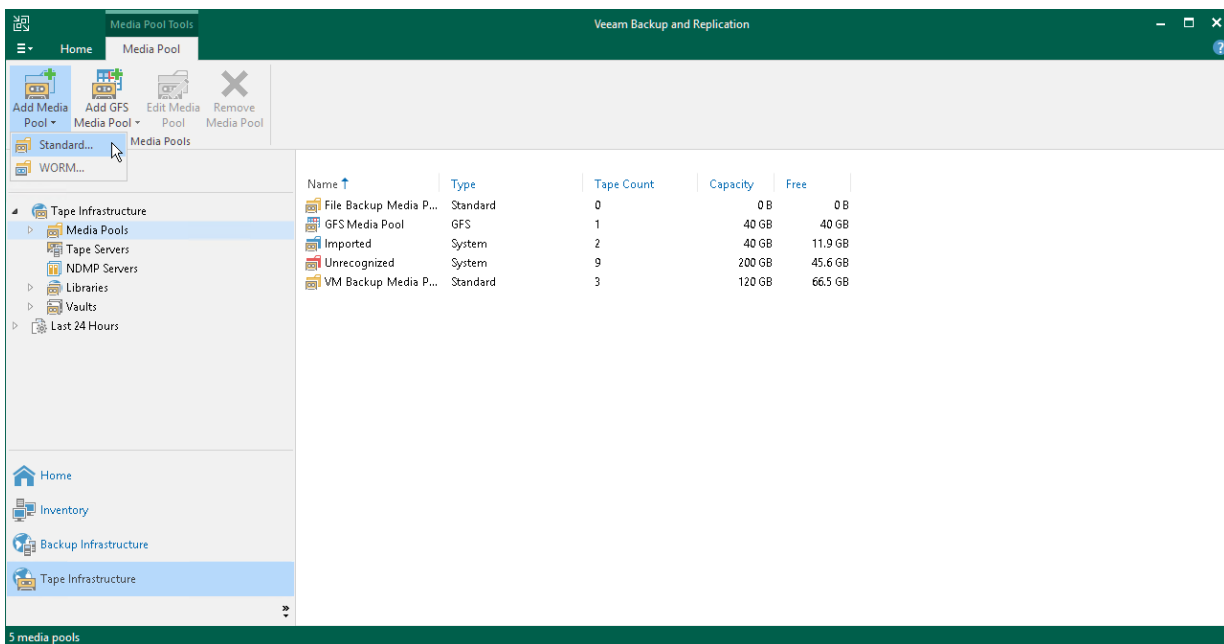 Media Pool Tools
Veeam Backup and Replication
Home Media Pool
Add Media Pool
Add GFS Media Pool
Edit Media Pool
Remove Media Pool
Standard...
Media Pools
WORM...
Name Type Tape Count Capacity Free
File Backup Media P... Standard 0 0 B 0 B
GFS Media Pool GFS 1 40 GB 40 GB
Imported System 2 40 GB 11.9 GB
Unrecognized System 9 200 GB 45.6 GB
VM Backup Media P... Standard 3 120 GB 66.5 GB
Tape Infrastructure
Media Pools
Tape Servers
NDMP Servers
Libraries
Vaults
Last 24 Hours
Home
Inventory
Backup Infrastructure
Tape Infrastructure
5 media pools